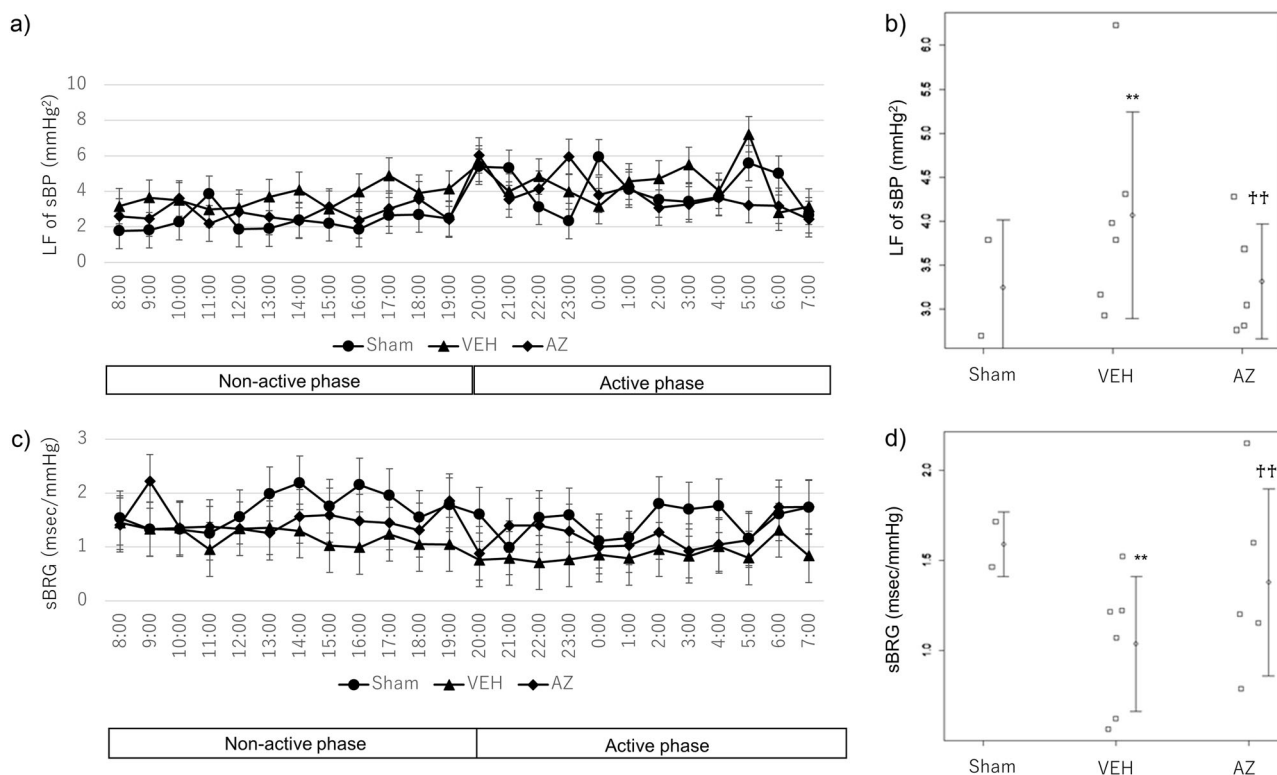 a)
LF of sBP (mmHg²)
10
8
6
4
2
0
8:00 9:00 10:00 11:00 12:00 13:00 14:00 15:00 16:00 17:00 18:00 19:00 20:00 21:00 22:00 23:00 0:00 1:00 2:00 3:00 4:00 5:00 6:00 7:00
Sham VEH AZ
Non-active phase Active phase
b)
LF of sBP (mmHg²)
6.0
5.5
5.0
4.5
4.0
3.5
3.0
**
††
Sham VEH AZ
c)
sBRG (msec/mmHg)
3
2
1
0
8:00 9:00 10:00 11:00 12:00 13:00 14:00 15:00 16:00 17:00 18:00 19:00 20:00 21:00 22:00 23:00 0:00 1:00 2:00 3:00 4:00 5:00 6:00 7:00
Sham VEH AZ
Non-active phase Active phase
d)
sBRG (msec/mmHg)
2.0
1.5
1.0
**
††
Sham VEH AZ